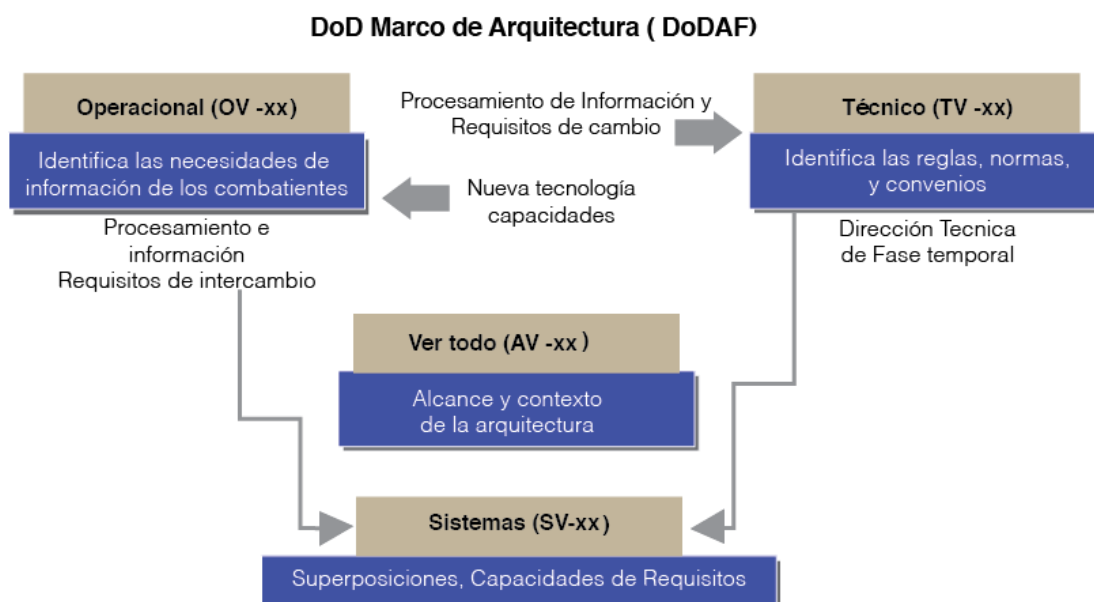 DoD Marco de Arquitectura ( DoDAF)
Operacional (OV -xx)
Identifica las necesidades de
información de los combatientes
Procesamiento e
información
Requisitos de intercambio
Procesamiento de Información y
Requisitos de cambio
Nueva tecnología
capacidades
Técnico (TV -xx)
Identifica las reglas, normas,
y convenios
Dirección Tecnica
de Fase temporal
Ver todo (AV -xx )
Alcance y contexto
de la arquitectura
Sistemas (SV-xx)
Superposiciones, Capacidades de Requisitos